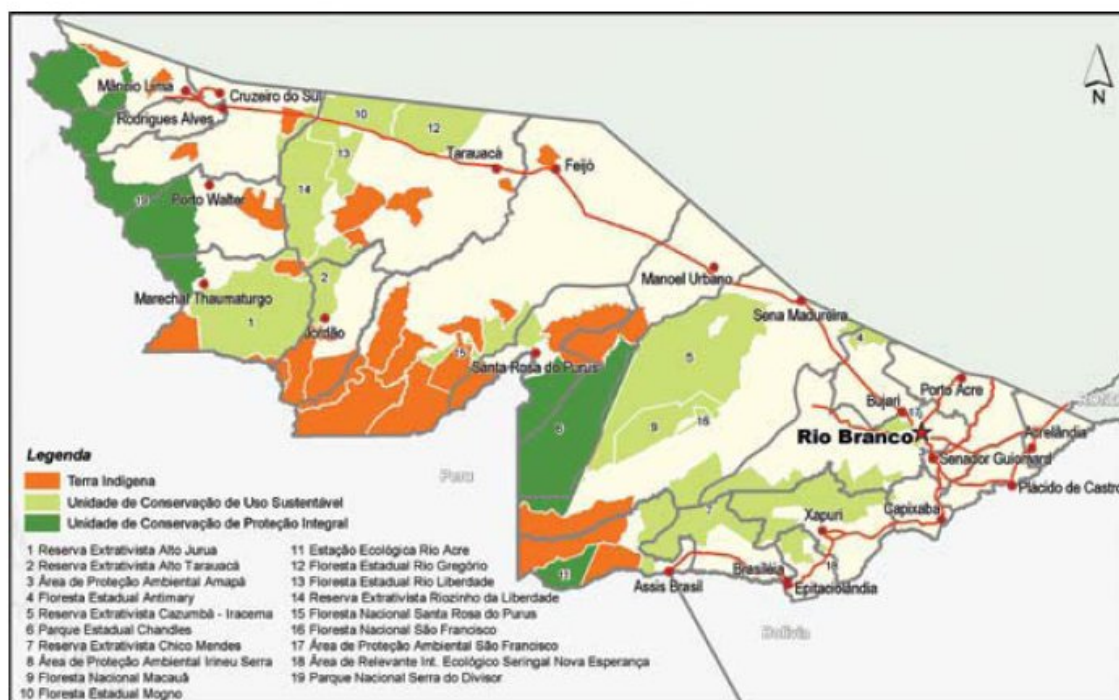 N
Mâncio Lima
Cruzeiro do Sul
Rodrigues Alves
10
12
Tarauacá
Feijó
13
14
19
Porto Walter
Manoel Urbano
2
Marechal Thaumaturgo
1
Jordão
Sena Madureira
15
Santa Rosa do Purus
5
4
Porto Acre
Bujari
17
6
9
16
Rio Branco
Acrelândia
Senador Guiomard
Peru
Plácido de Castro
7
Xapuri
Capixaba
11
Assis Brasil
Brasiléia
18
Epitaciolândia
Bolívia
Legenda
Terra Indígena
Unidade de Conservação de Uso Sustentável
Unidade de Conservação de Proteção Integral
1 Reserva Extrativista Alto Jurua
2 Reserva Extrativista Alto Tarauacá
3 Área de Proteção Ambiental Amapá
4 Floresta Estadual Antimary
5 Reserva Extrativista Cazumbá - Iracema
6 Parque Estadual Chandles
7 Reserva Extrativista Chico Mendes
8 Área de Proteção Ambiental Irineu Serra
9 Floresta Nacional Macauã
10 Floresta Estadual Mogno
11 Estação Ecológica Rio Acre
12 Floresta Estadual Rio Gregório
13 Floresta Estadual Rio Liberdade
14 Reserva Extrativista Riozinho da Liberdade
15 Floresta Nacional Santa Rosa do Purus
16 Floresta Nacional São Francisco
17 Área de Proteção Ambiental São Francisco
18 Área de Relevante Int. Ecológico Seringal Nova Esperança
19 Parque Nacional Serra do Divisor